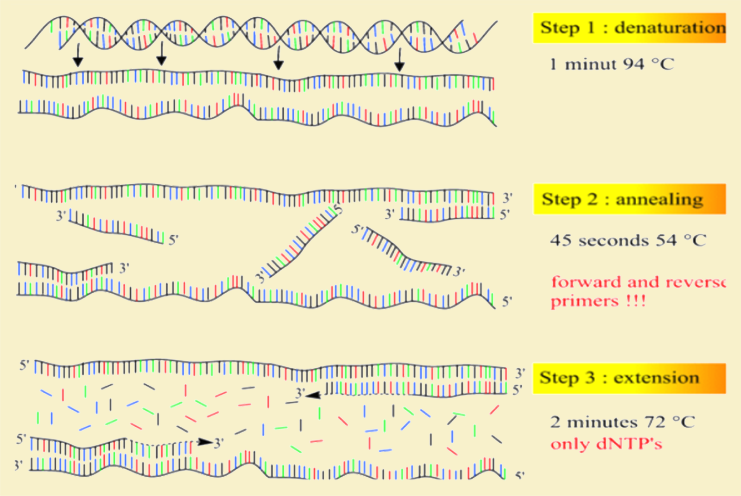 Step 1 : denaturation
1 minut 94 °C
3'
Step 2 : annealing
3'
3'
5'
5'
5'
5'
45 seconds 54 °C
3'
3'
3'
forward and reverse
primers !!!
5'
5'
3'
Step 3 : extension
3'
5'
2 minutes 72 °C
5'
3'
only dNTP's
3'
5'